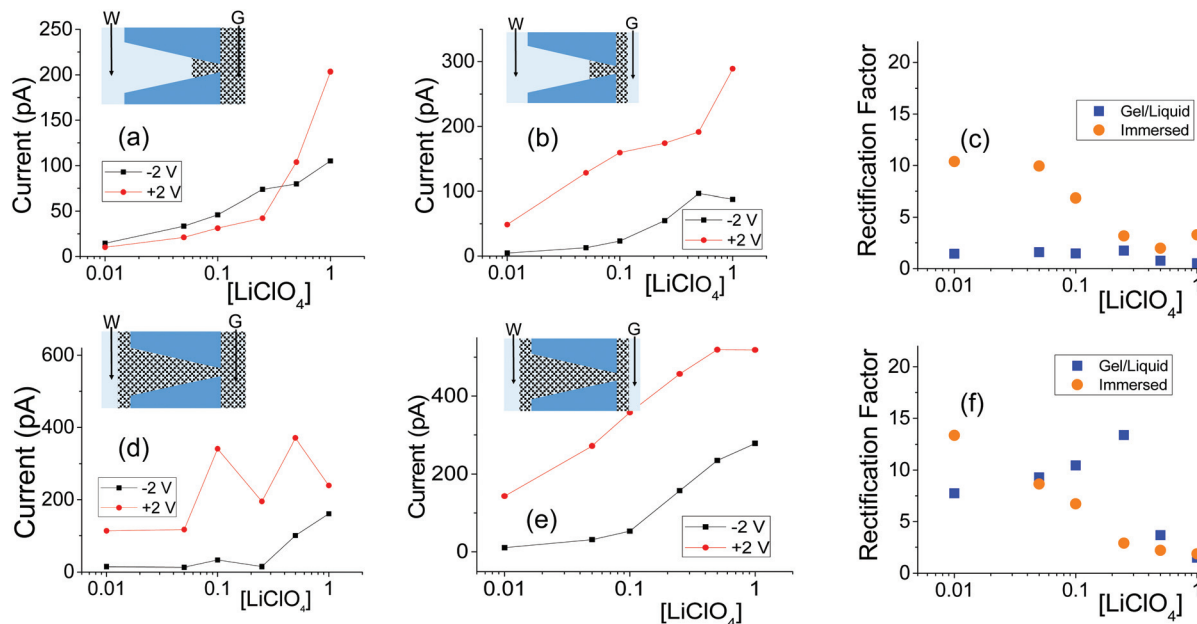 W
G
250
200
150
100
50
0
Current (pA)
(a)
-2 V
+2 V
0.01
0.1
1
[LiClO₄]
W
G
300
200
100
0
Current (pA)
(b)
-2 V
+2 V
0.01
0.1
1
[LiClO₄]
20
15
10
5
0
Rectification Factor
(c)
Gel/Liquid
Immersed
0.01
0.1
1
[LiClO₄]
W
G
600
400
200
0
Current (pA)
(d)
-2 V
+2 V
0.01
0.1
1
[LiClO₄]
W
G
400
200
0
Current (pA)
(e)
-2 V
+2 V
0.01
0.1
1
[LiClO₄]
20
15
10
5
0
Rectification Factor
(f)
Gel/Liquid
Immersed
0.01
0.1
1
[LiClO₄]